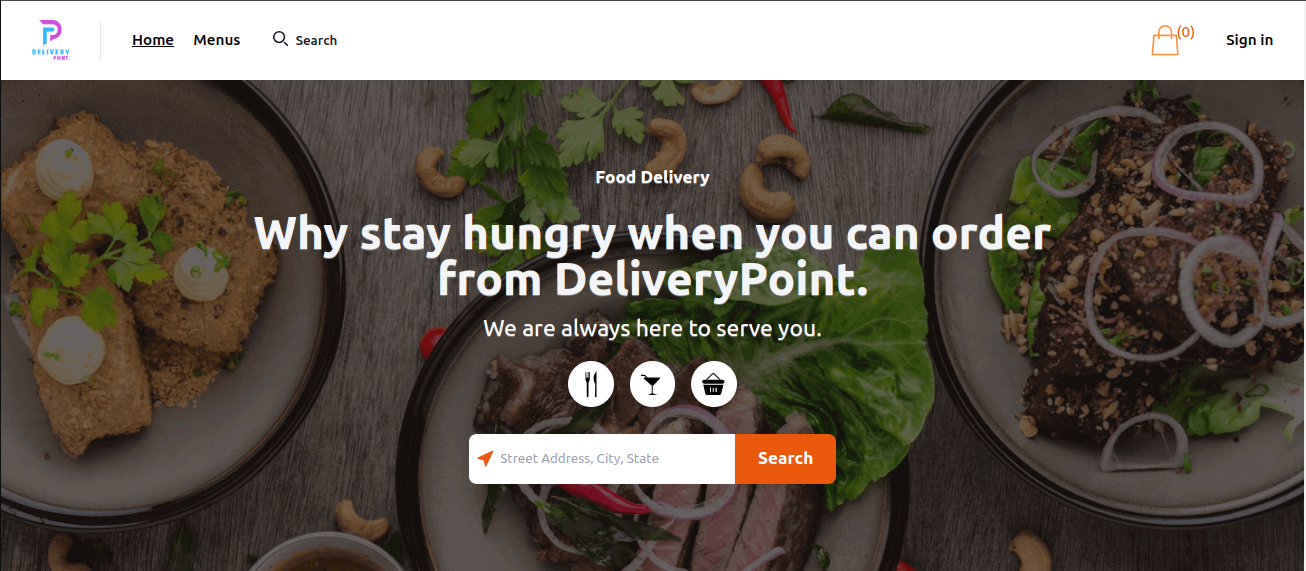 DELIVERY
POINT.
Home
Menus
Search
(0)
Sign in
Food Delivery
Why stay hungry when you can order
from DeliveryPoint.
We are always here to serve you.
Street Address, City, State
Search